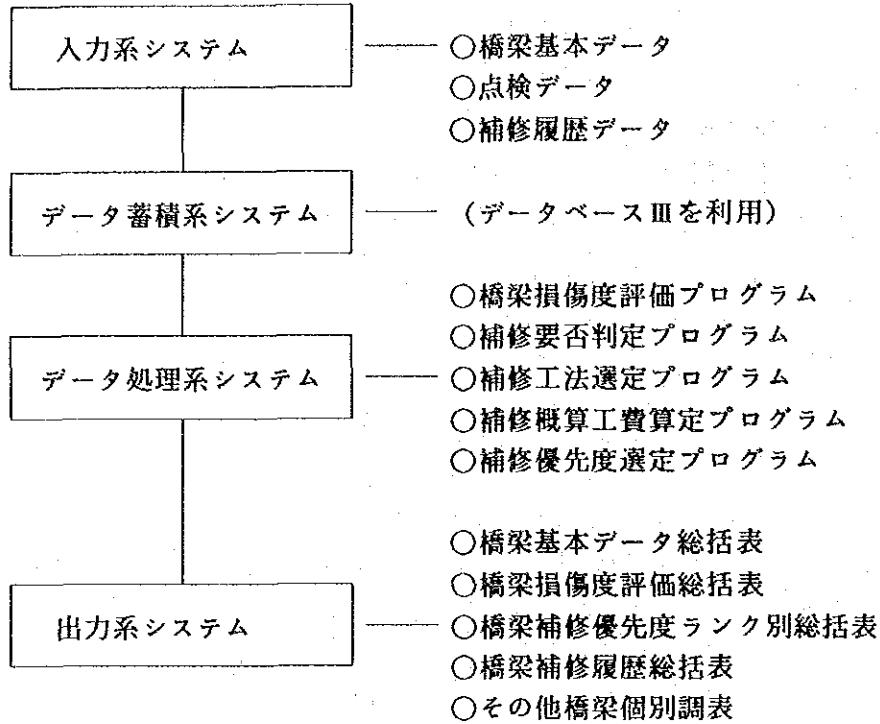 入力系システム
○橋梁基本データ
○点検データ
○補修履歴データ
データ蓄積系システム
(データベースⅢを利用)
データ処理系システム
○橋梁損傷度評価プログラム
○補修要否判定プログラム
○補修工法選定プログラム
○補修概算工費算定プログラム
○補修優先度選定プログラム
出力系システム
○橋梁基本データ総括表
○橋梁損傷度評価総括表
○橋梁補修優先度ランク別総括表
○橋梁補修履歴総括表
○その他橋梁個別調表